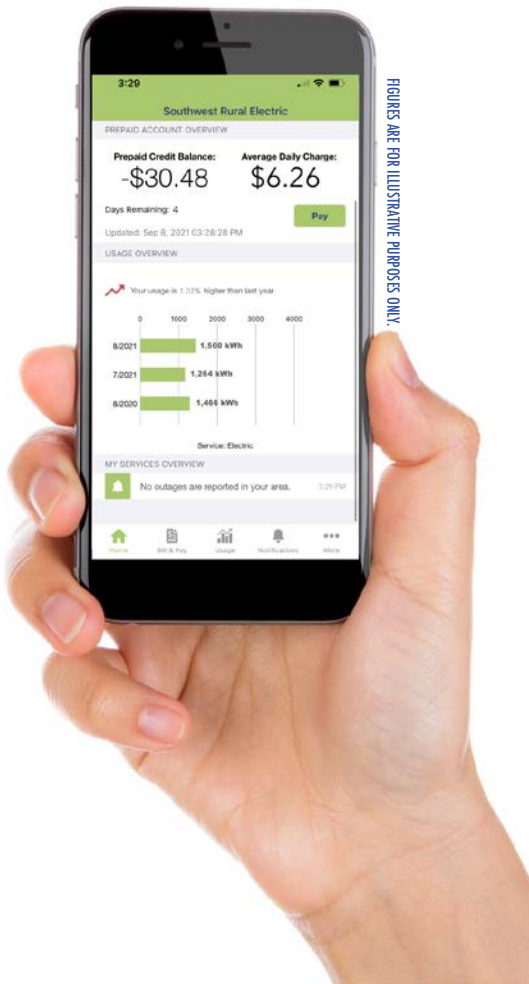 3:29
Southwest Rural Electric
PREPAID ACCOUNT OVERVIEW
Prepaid Credit Balance: Average Daily Charge:
-$30.48 $6.26
Days Remaining: 4
Pay
Updated: Sep 8, 2021 03:28:28 PM
USAGE OVERVIEW
Your usage is higher than last year
0 1000 2000 3000 4000
8/2021 1,500 kWh
7/2021 1,264 kWh
8/2020 1,466 kWh
Service: Electric
MY SERVICES OVERVIEW
No outages are reported in your area. 3:29 PM
Home Bill & Pay Usage Notifications More
FIGURES ARE FOR ILLUSTRATIVE PURPOSES ONLY.